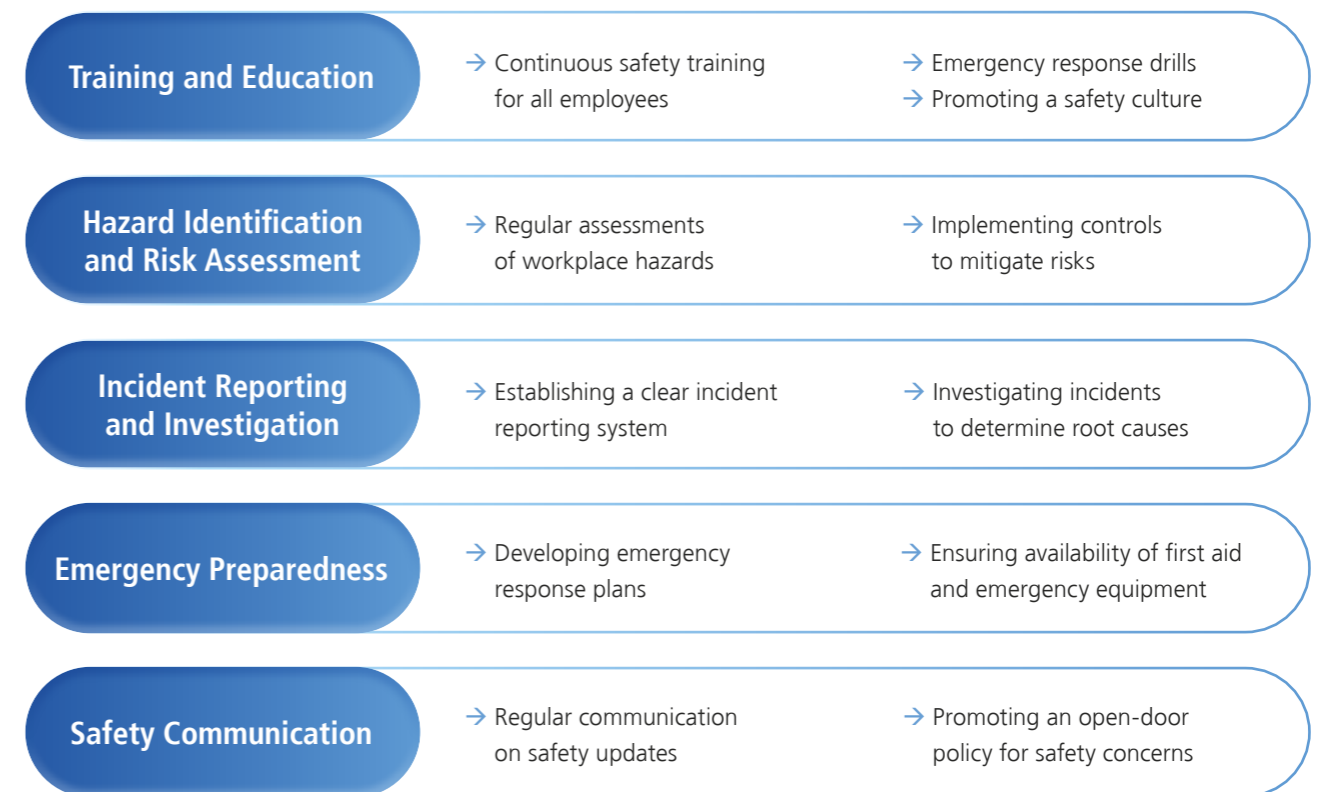 Training and Education
→ Continuous safety training
for all employees
→ Emergency response drills
→ Promoting a safety culture
Hazard Identification
and Risk Assessment
→ Regular assessments
of workplace hazards
→ Implementing controls
to mitigate risks
Incident Reporting
and Investigation
→ Establishing a clear incident
reporting system
→ Investigating incidents
to determine root causes
Emergency Preparedness
→ Developing emergency
response plans
→ Ensuring availability of first aid
and emergency equipment
Safety Communication
→ Regular communication
on safety updates
→ Promoting an open-door
policy for safety concerns